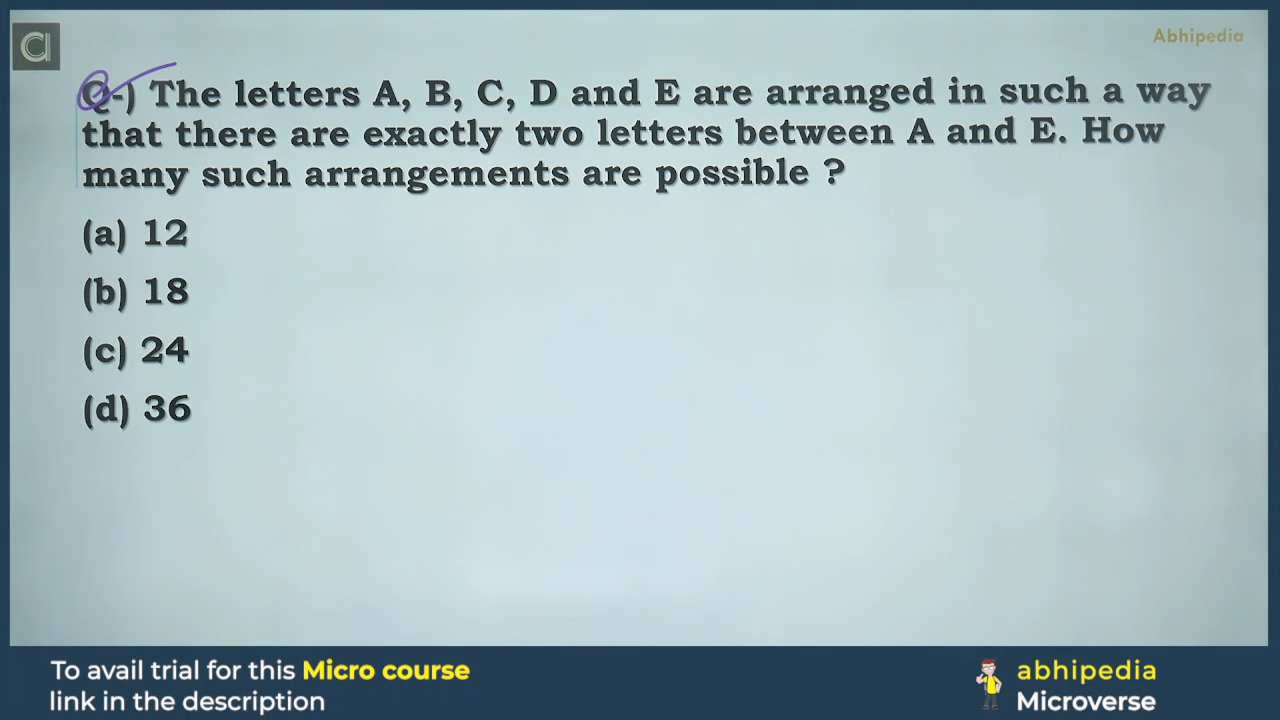 Abhipedia
Q-) The letters A, B, C, D and E are arranged in such a way
that there are exactly two letters between A and E. How
many such arrangements are possible ?
(a) 12
(b) 18
(c) 24
(d) 36
To avail trial for this Micro course
link in the description
abhipedia
Microverse